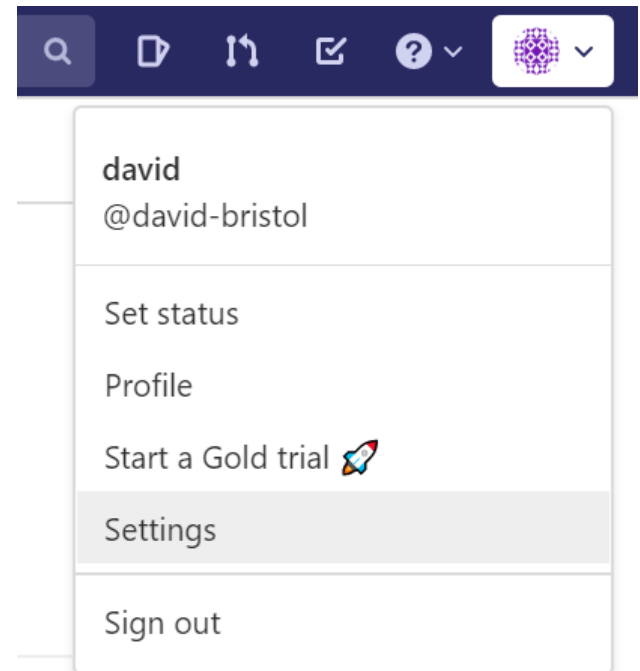 david
@david-bristol
Set status
Profile
Start a Gold trial 🚀
Settings
Sign out